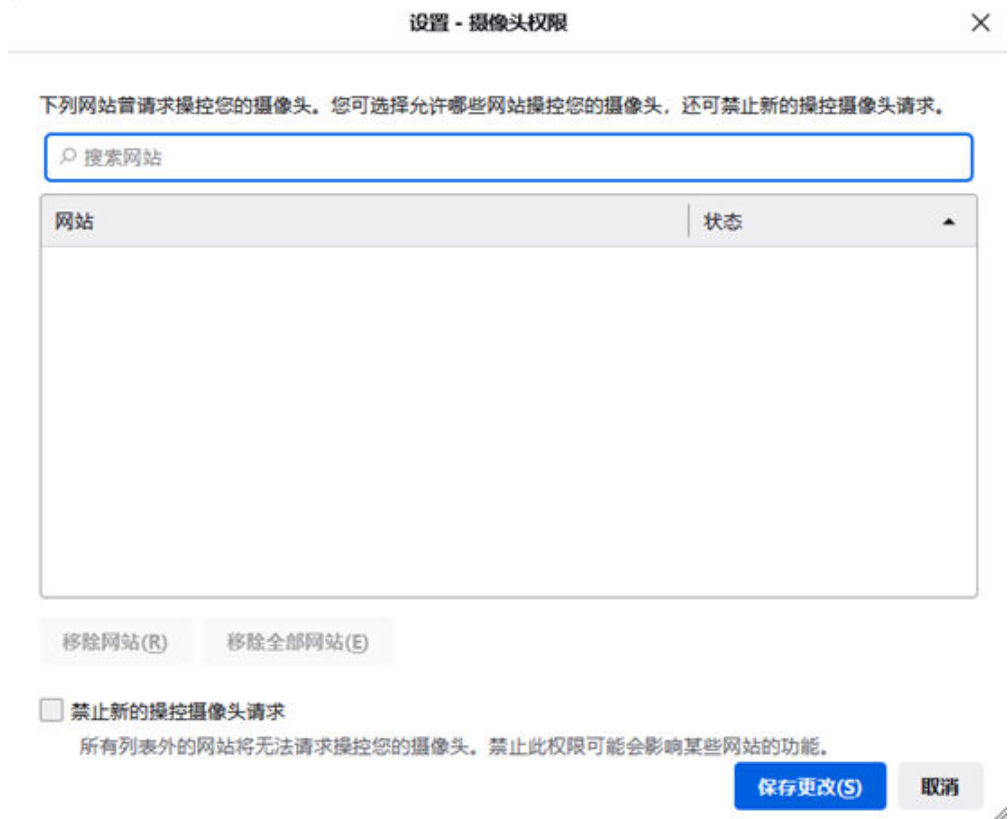 设置 - 摄像头权限
下列网站曾请求操控您的摄像头。您可选择允许哪些网站操控您的摄像头，还可禁止新的操控摄像头请求。
搜索网站
网站 状态
移除网站(R) 移除全部网站(E)
禁止新的操控摄像头请求
所有列表外的网站将无法请求操控您的摄像头。禁止此权限可能会影响某些网站的功能。
保存更改(S) 取消